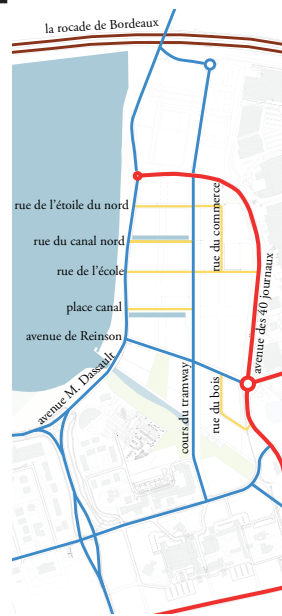 la rocade de Bordeaux
rue de l'étoile du nord
rue du commerce
rue du canal nord
rue de l'école
avenue des 40 journaux
place canal
avenue de Reinson
avenue M. Dassault
cours du tramway
rue du bois